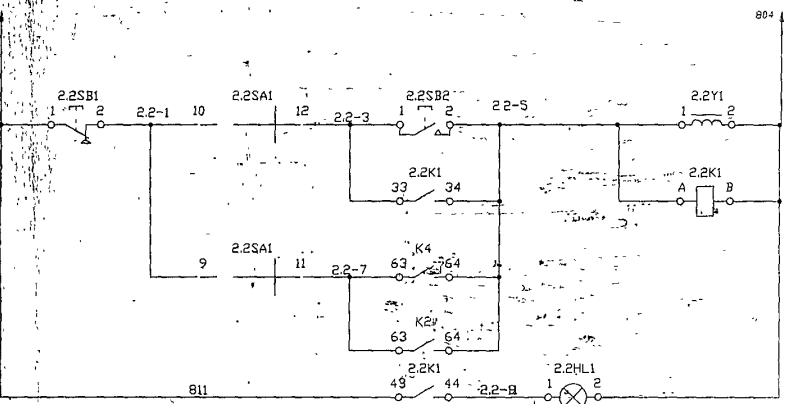 804
2.2SB1 2.2SA1 2.2SB2 2.2-5 2.2Y1
1 2 2.2-1 10 12 2.2-3 1 2 1 2
2.2K1 2.2K1
33 34 A B
2.2SA1 K4
9 11 2.2-7 63 64
K2
63 64
2.2K1 2.2HL1
811 43 44 1 2